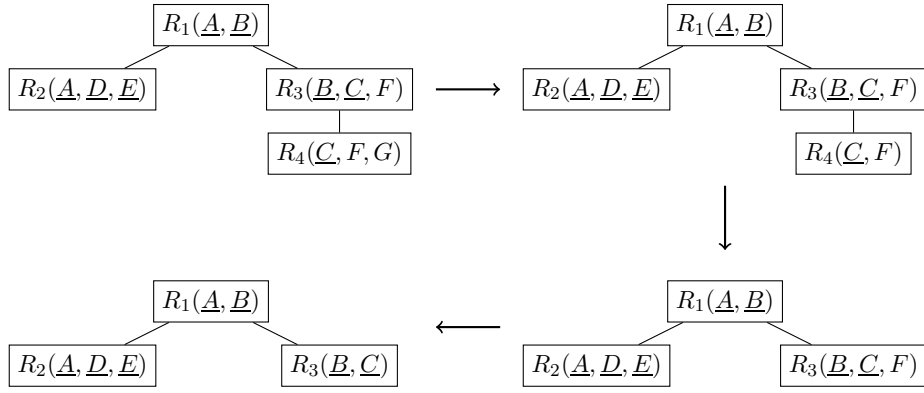 R₁(A, B) R₁(A, B)
R₂(A, D, E) R₃(B, C, F) R₂(A, D, E) R₃(B, C, F)
R₄(C, F, G) R₄(C, F)
R₁(A, B) R₁(A, B)
R₂(A, D, E) R₃(B, C) R₂(A, D, E) R₃(B, C, F)